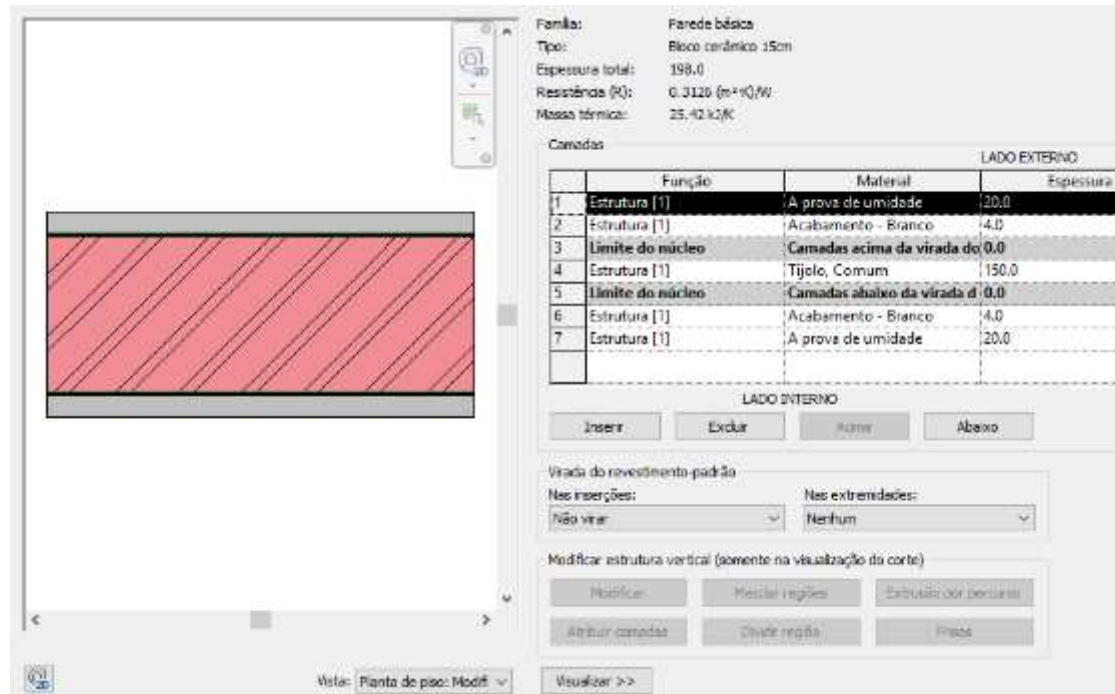 Família: Parede básica
Tipo: Bloco cerâmico 15cm
Espessura total: 198.0
Resistência (R): 0.3126 (m²·K)/W
Massa térmica: 25.42 kJ/K
Camadas
LADO EXTERNO
Função Material Espessura
1 Estrutura [1] A prova de umidade 20.0
2 Estrutura [1] Acabamento - Branco 4.0
3 Limite do núcleo Camadas acima da virada do 0.0
4 Estrutura [1] Tijolo, Comum 150.0
5 Limite do núcleo Camadas abaixo da virada d 0.0
6 Estrutura [1] Acabamento - Branco 4.0
7 Estrutura [1] A prova de umidade 20.0
LADO INTERNO
Inserir Excluir Acima Abaixo
Virada do revestimento-padrão
Nas inserções: Nas extremidades:
Não virar Nenhum
Modificar estrutura vertical (somente na visualização do corte)
Modificar Mesclar regiões Extrusão por percurso
Atribuir camadas Dividir região Frisos
Vista: Planta de piso: Modifi Visualizar >>